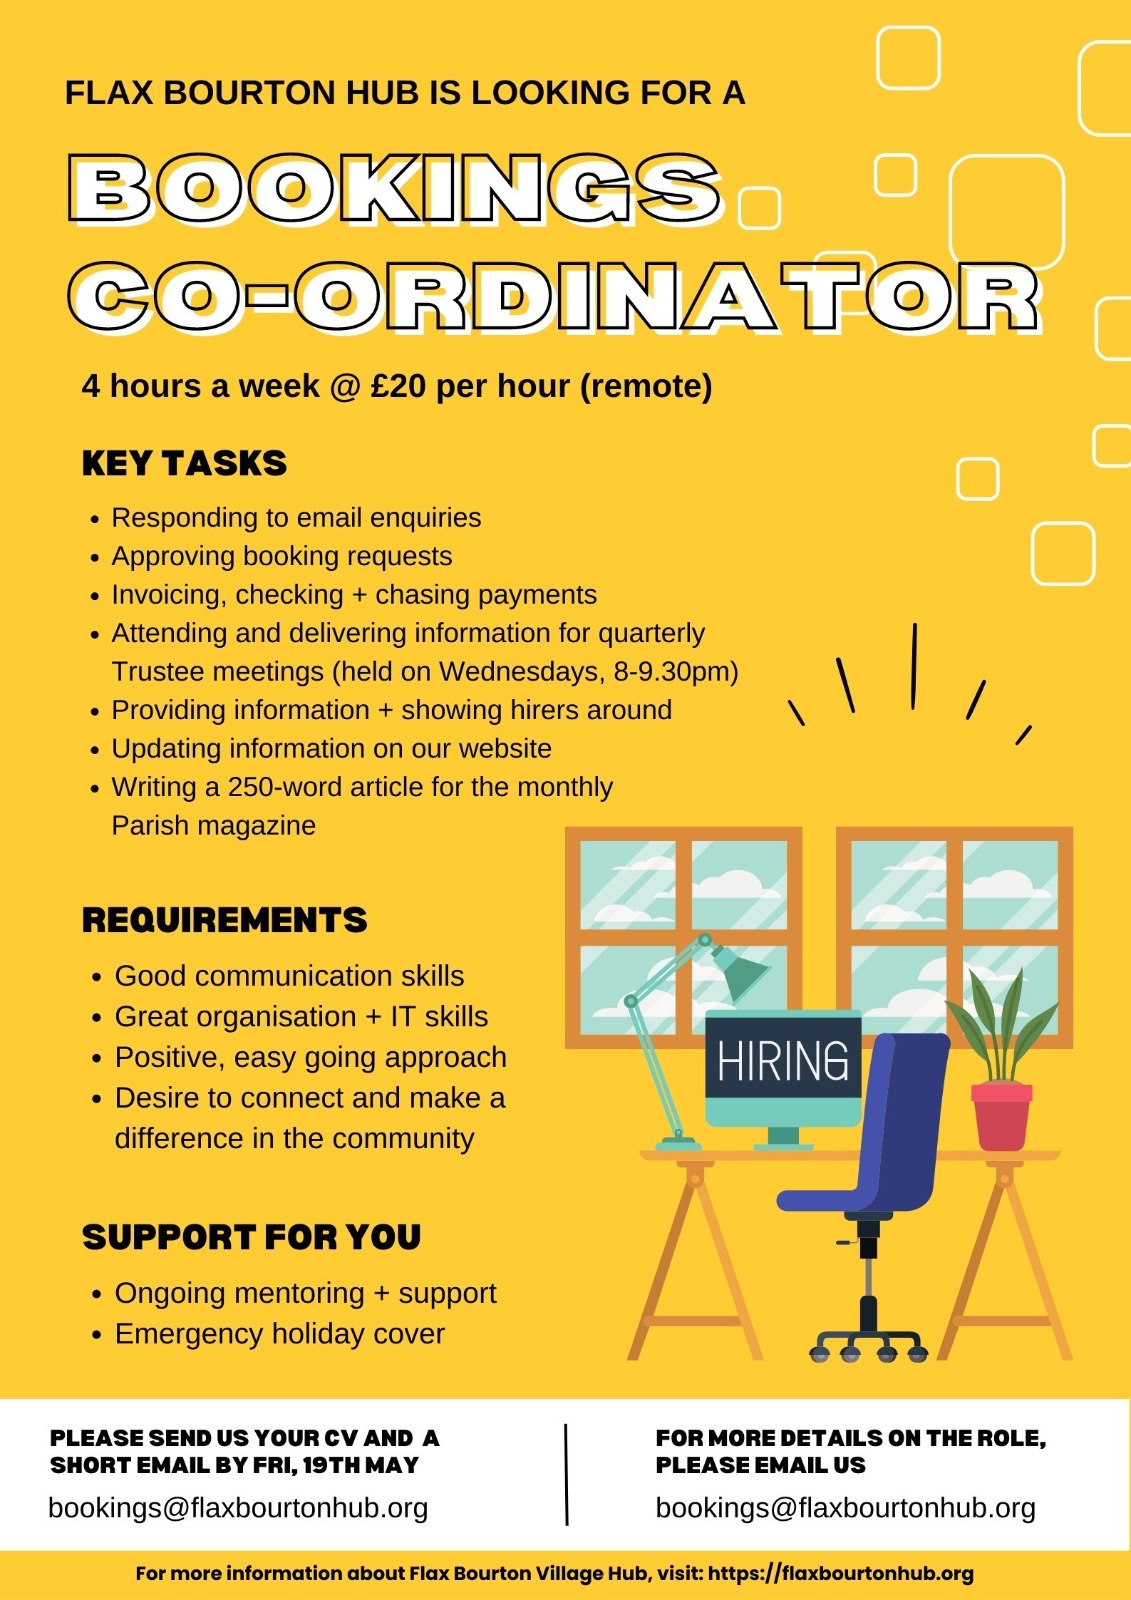 FLAX BOURTON HUB IS LOOKING FOR A
BOOKINGS
CO-ORDINATOR
4 hours a week @ £20 per hour (remote)
KEY TASKS
• Responding to email enquiries
• Approving booking requests
• Invoicing, checking + chasing payments
• Attending and delivering information for quarterly
Trustee meetings (held on Wednesdays, 8-9.30pm)
• Providing information + showing hirers around
• Updating information on our website
• Writing a 250-word article for the monthly
Parish magazine
REQUIREMENTS
• Good communication skills
• Great organisation + IT skills
• Positive, easy going approach
• Desire to connect and make a
difference in the community
HIRING
SUPPORT FOR YOU
• Ongoing mentoring + support
• Emergency holiday cover
PLEASE SEND US YOUR CV AND A
SHORT EMAIL BY FRI, 19TH MAY
bookings@flaxbourtonhub.org
FOR MORE DETAILS ON THE ROLE,
PLEASE EMAIL US
bookings@flaxbourtonhub.org
For more information about Flax Bourton Village Hub, visit: https://flaxbourtonhub.org